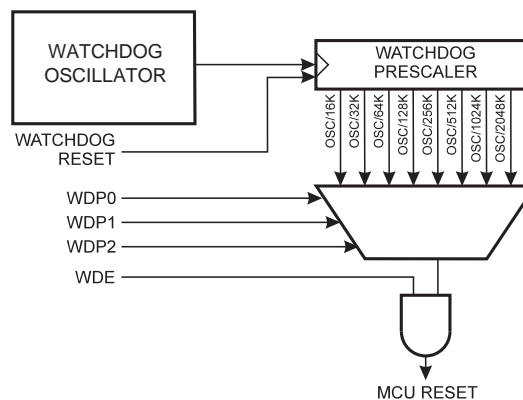 WATCHDOG
OSCILLATOR
WATCHDOG
PRESCALER
WATCHDOG
RESET
OSC/16K
OSC/32K
OSC/64K
OSC/128K
OSC/256K
OSC/512K
OSC/1024K
OSC/2048K
WDP0
WDP1
WDP2
WDE
MCU RESET